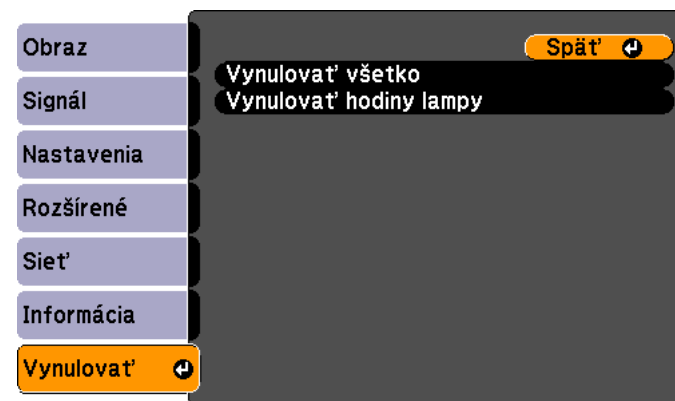 Obraz
Signál
Nastavenia
Rozšírené
Sieť
Informácia
Vynulovať
Späť
Vynulovať všetko
Vynulovať hodiny lampy